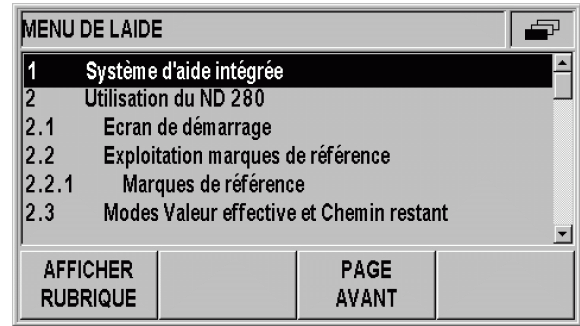 MENU DE LAIDE
1 Système d'aide intégrée
2 Utilisation du ND 280
2.1 Ecran de démarrage
2.2 Exploitation marques de référence
2.2.1 Marques de référence
2.3 Modes Valeur effective et Chemin restant
AFFICHER RUBRIQUE
PAGE AVANT